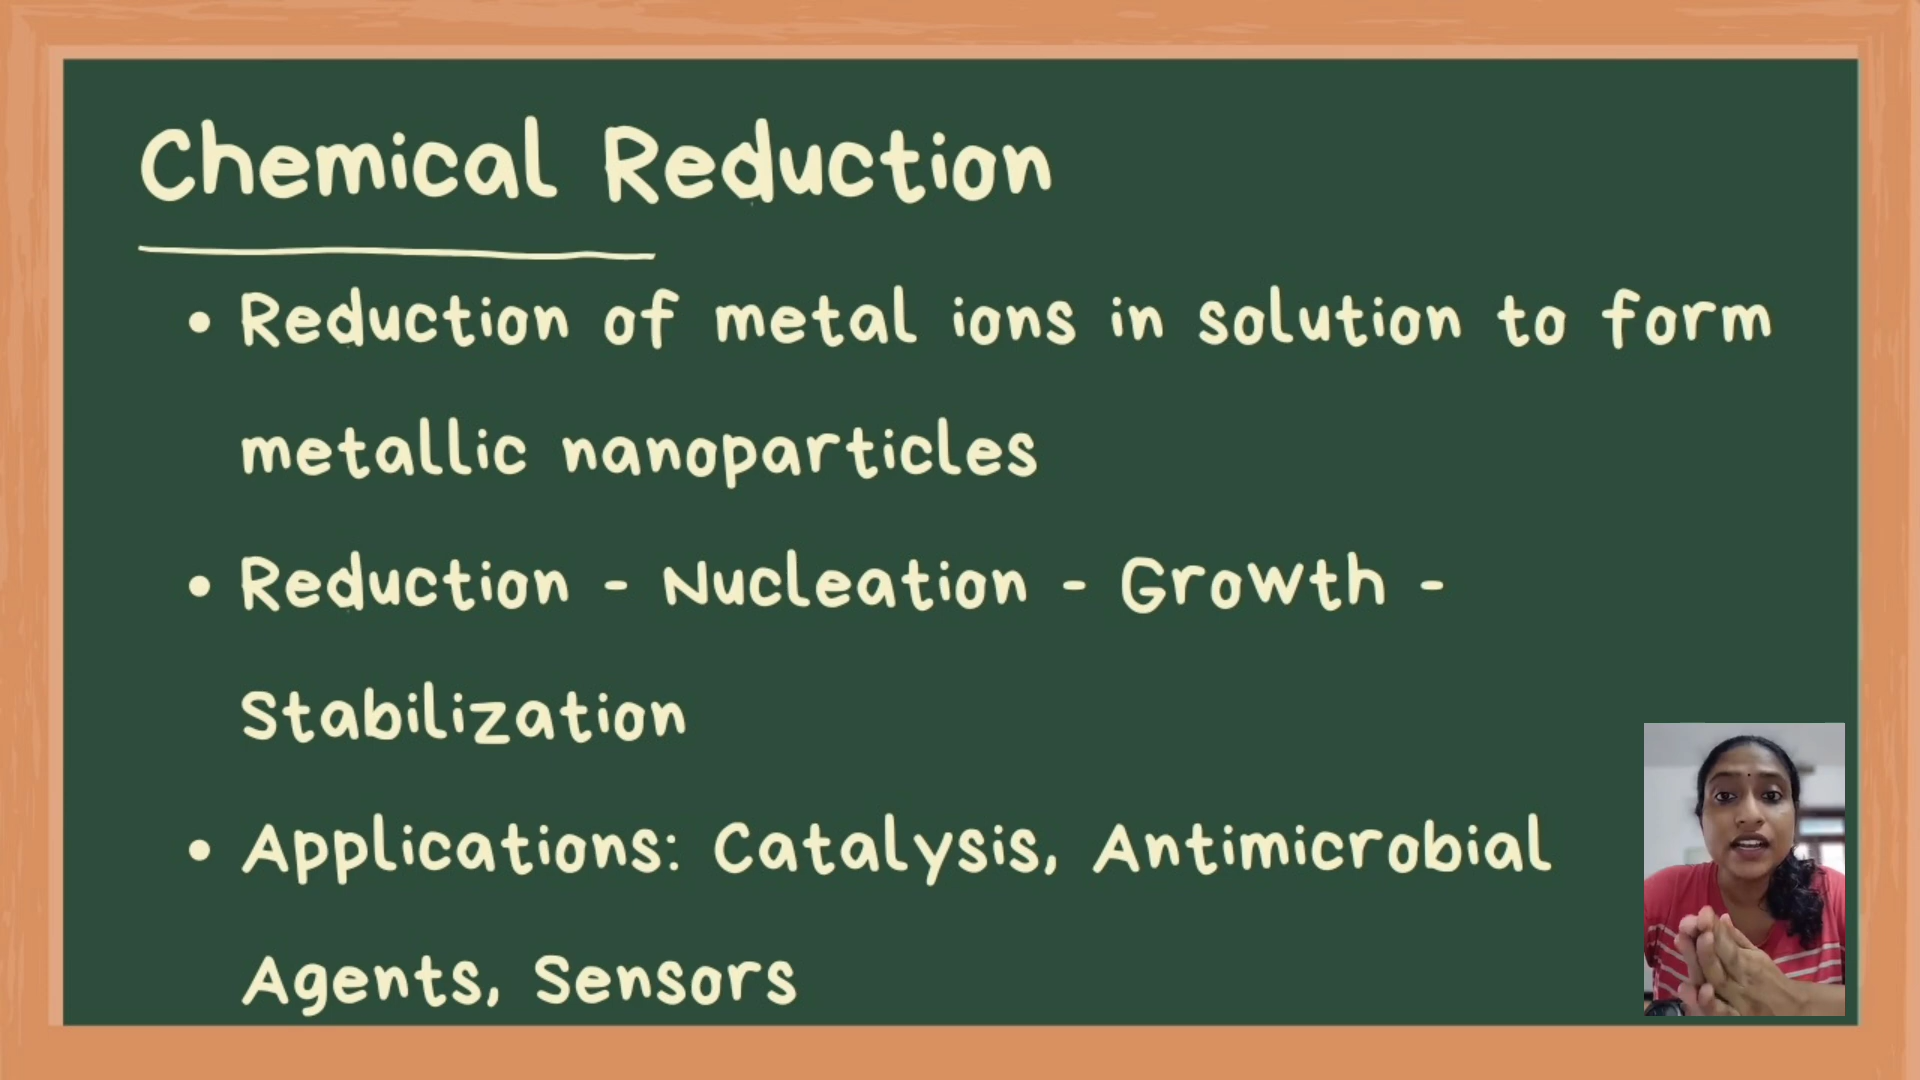 Chemical Reduction
• Reduction of metal ions in solution to form
metallic nanoparticles
• Reduction - Nucleation - Growth -
Stabilization
• Applications: Catalysis, Antimicrobial
Agents, Sensors